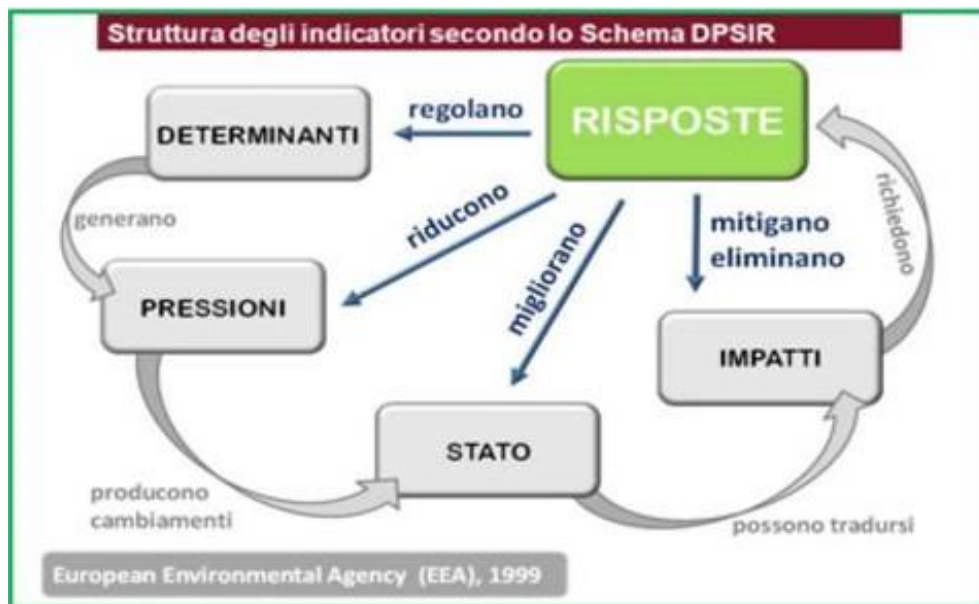 Struttura degli indicatori secondo lo Schema DPSIR
RISPOSTE
regolano
DETERMINANTI
generano
riducono
migliorano
mitigano
eliminano
richiedono
PRESSIONI
IMPATTI
STATO
producono
cambiamenti
possono tradursi
European Environmental Agency (EEA), 1999